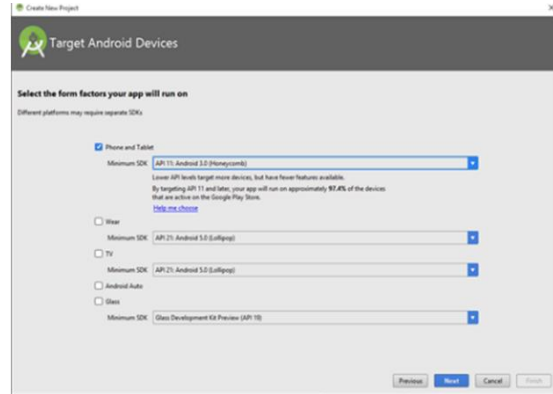 Create New Project
Target Android Devices
Select the form factors your app will run on
Different platforms may require separate SDKs
Phone and Tablet
Minimum SDK API 11: Android 3.0 (Honeycomb)
Lower API levels target more devices, but have fewer features available.
By targeting API 11 and later, your app will run on approximately 97.4% of the devices
that are active on the Google Play Store.
Help me choose
Wear
Minimum SDK API 21: Android 5.0 (Lollipop)
TV
Minimum SDK API 21: Android 5.0 (Lollipop)
Android Auto
Glass
Minimum SDK Glass Development Kit Preview (API 19)
Previous Next Cancel Finish